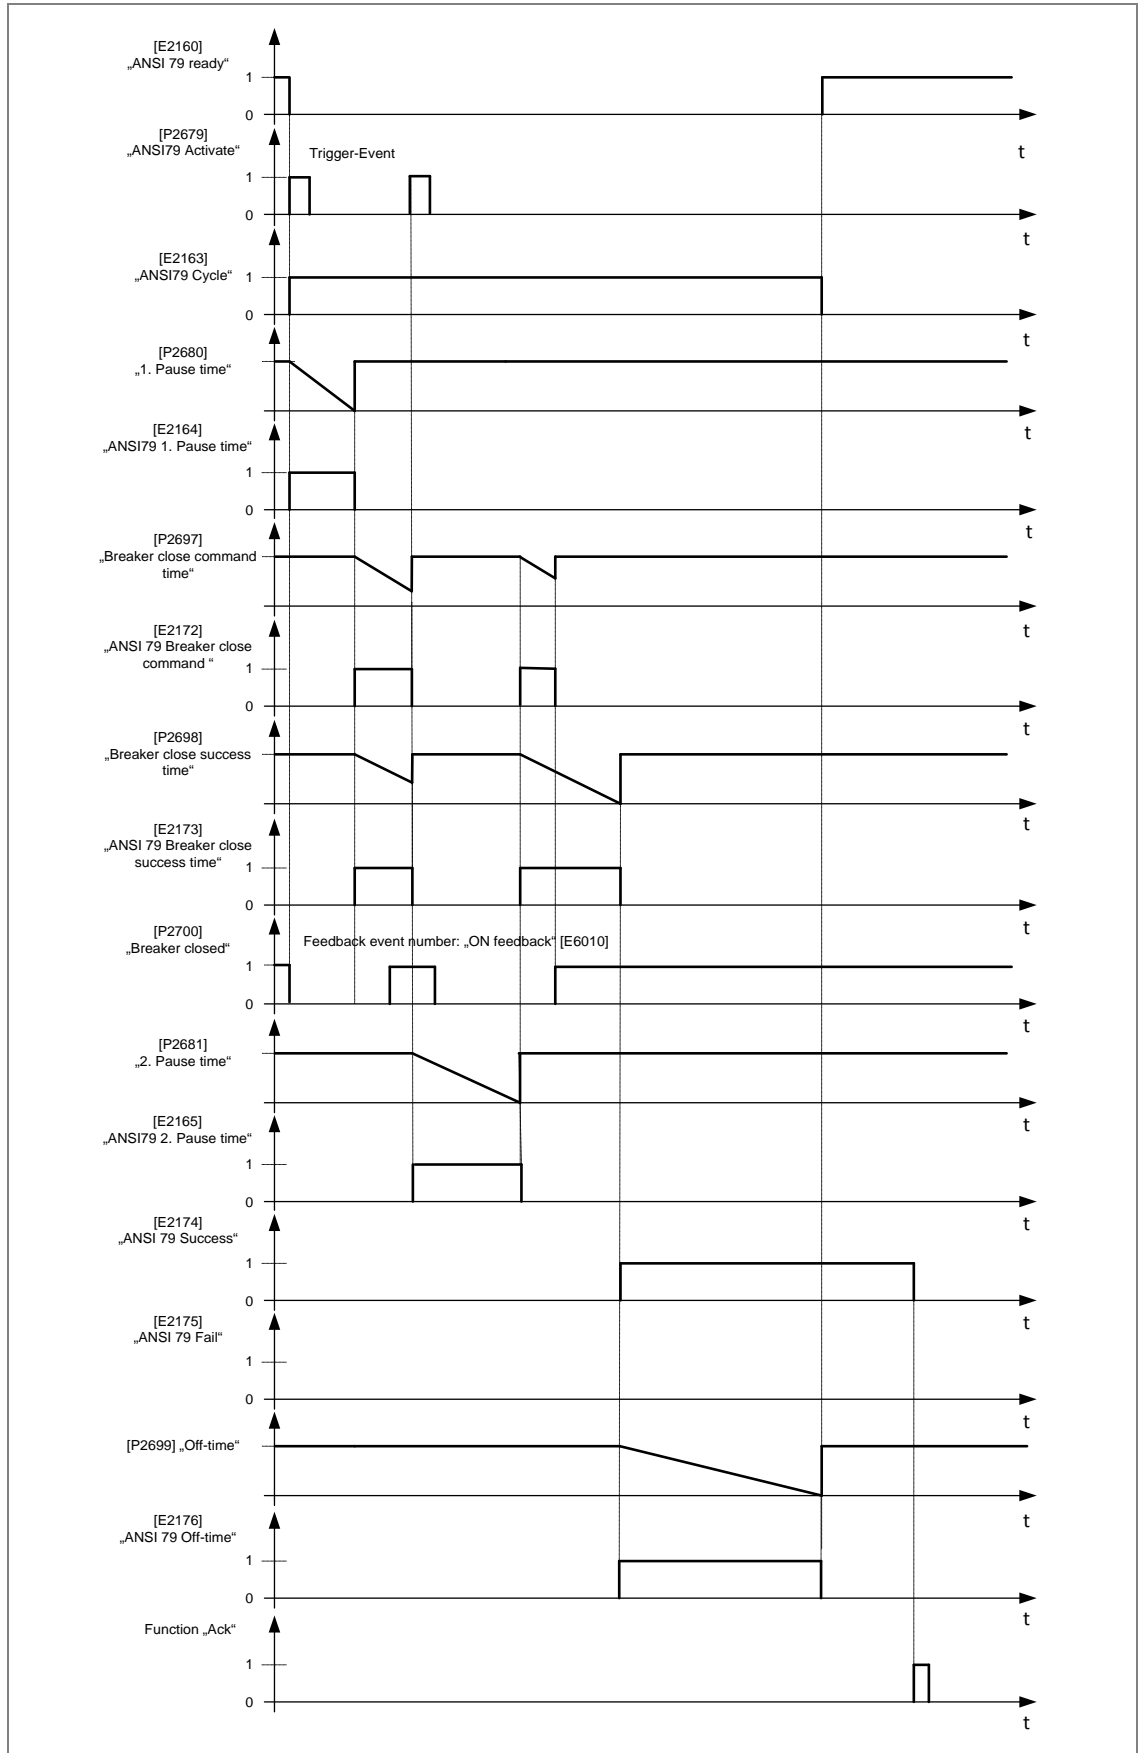 [E2160]
„ANSI 79 ready“
1
0
t
[P2679]
„ANSI79 Activate“
Trigger-Event
1
0
t
[E2163]
„ANSI79 Cycle“
1
0
t
[P2680]
„1. Pause time“
t
[E2164]
„ANSI79 1. Pause time“
1
0
t
[P2697]
„Breaker close command
time“
t
[E2172]
„ANSI 79 Breaker close
command “
1
0
t
[P2698]
„Breaker close success
time“
t
[E2173]
„ANSI 79 Breaker close
success time“
1
0
t
[P2700]
„Breaker closed“
Feedback event number: „ON feedback“ [E6010]
1
0
t
[P2681]
„2. Pause time“
t
[E2165]
„ANSI79 2. Pause time“
1
0
t
[E2174]
„ANSI 79 Success“
1
0
t
[E2175]
„ANSI 79 Fail“
1
0
t
[P2699] „Off-time“
t
[E2176]
„ANSI 79 Off-time“
1
0
t
Function „Ack“
1
0
t